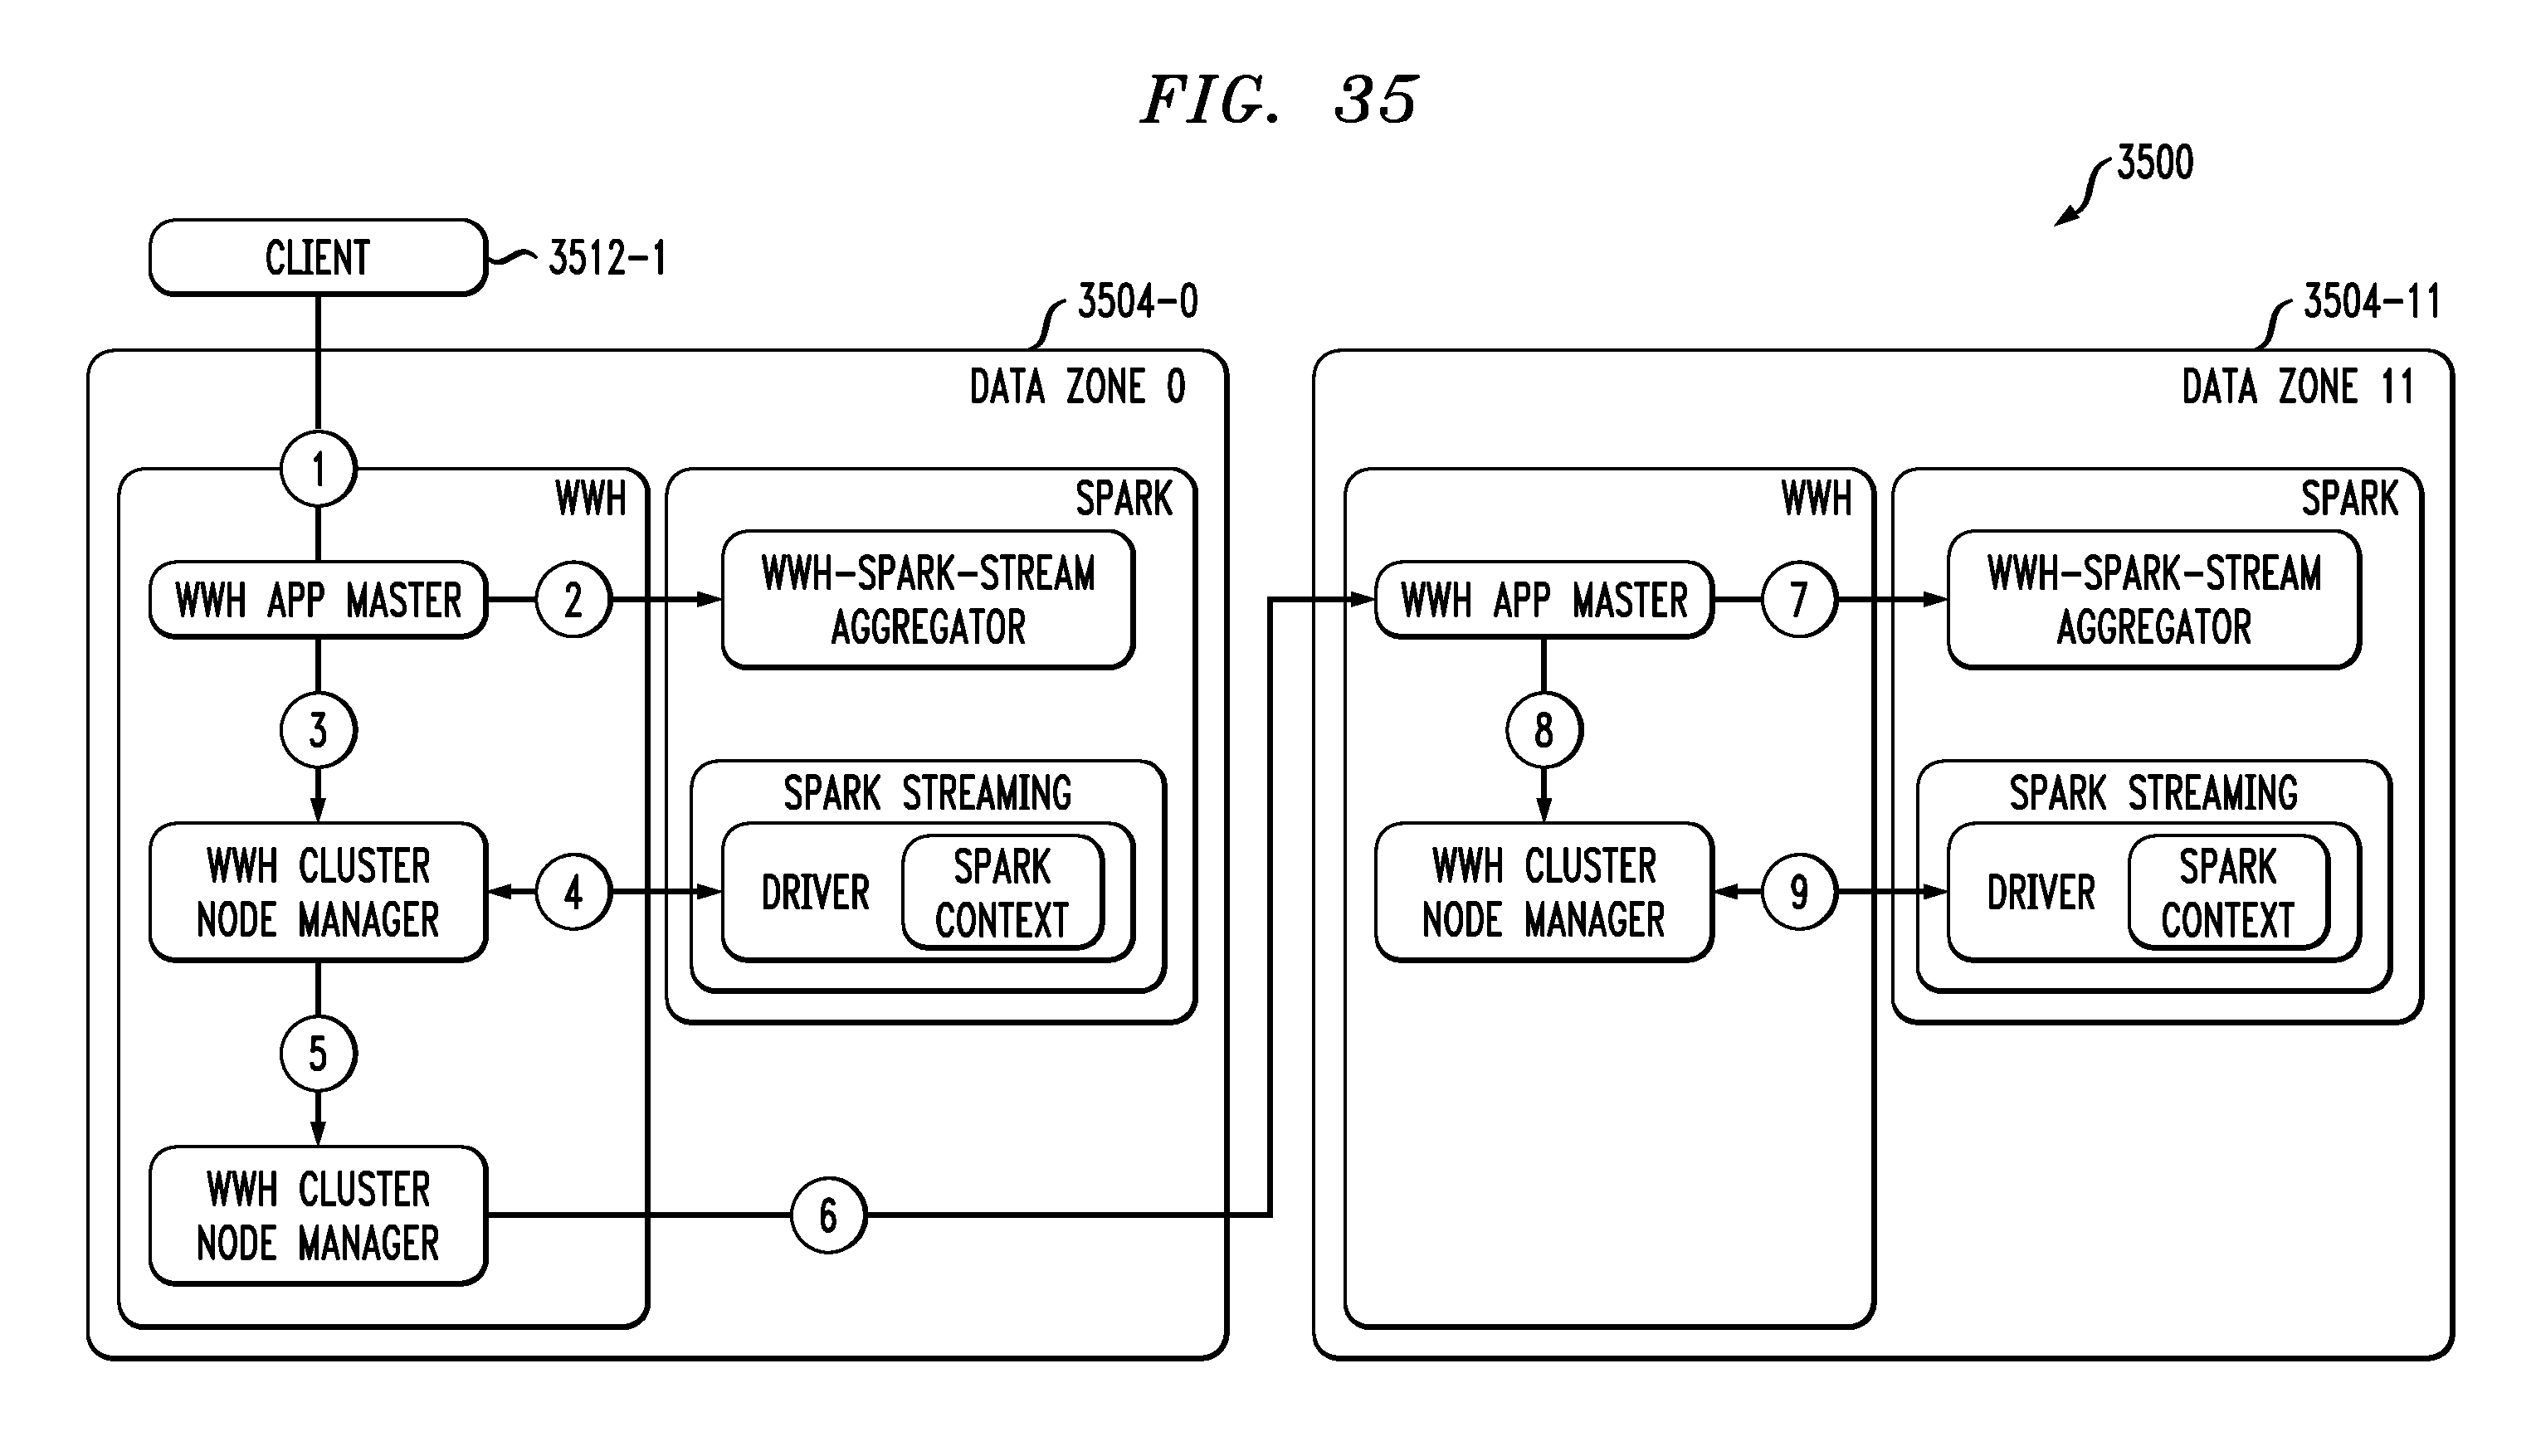 FIG. 35
3500
CLIENT
3512-1
3504-0
3504-11
DATA ZONE 0
1
WWH
SPARK
WWH APP MASTER
2
WWH-SPARK-STREAM
AGGREGATOR
3
SPARK STREAMING
WWH CLUSTER
NODE MANAGER
4
DRIVER
SPARK
CONTEXT
5
WWH CLUSTER
NODE MANAGER
6
DATA ZONE 11
WWH
SPARK
WWH APP MASTER
7
WWH-SPARK-STREAM
AGGREGATOR
8
SPARK STREAMING
WWH CLUSTER
NODE MANAGER
9
DRIVER
SPARK
CONTEXT